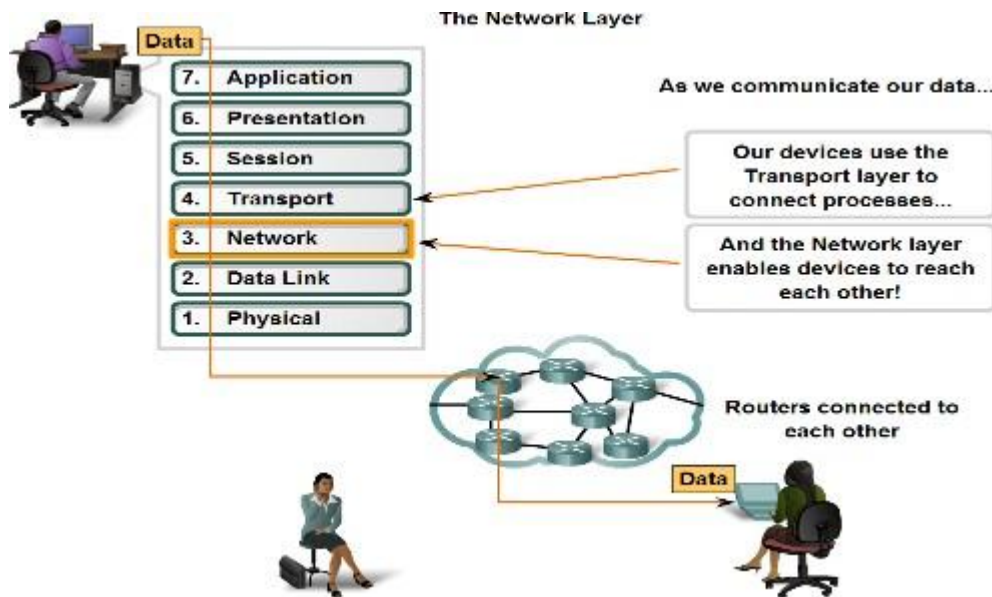 The Network Layer
Data
7. Application
6. Presentation
5. Session
4. Transport
3. Network
2. Data Link
1. Physical
As we communicate our data...
Our devices use the
Transport layer to
connect processes...
And the Network layer
enables devices to reach
each other!
Routers connected to
each other
Data